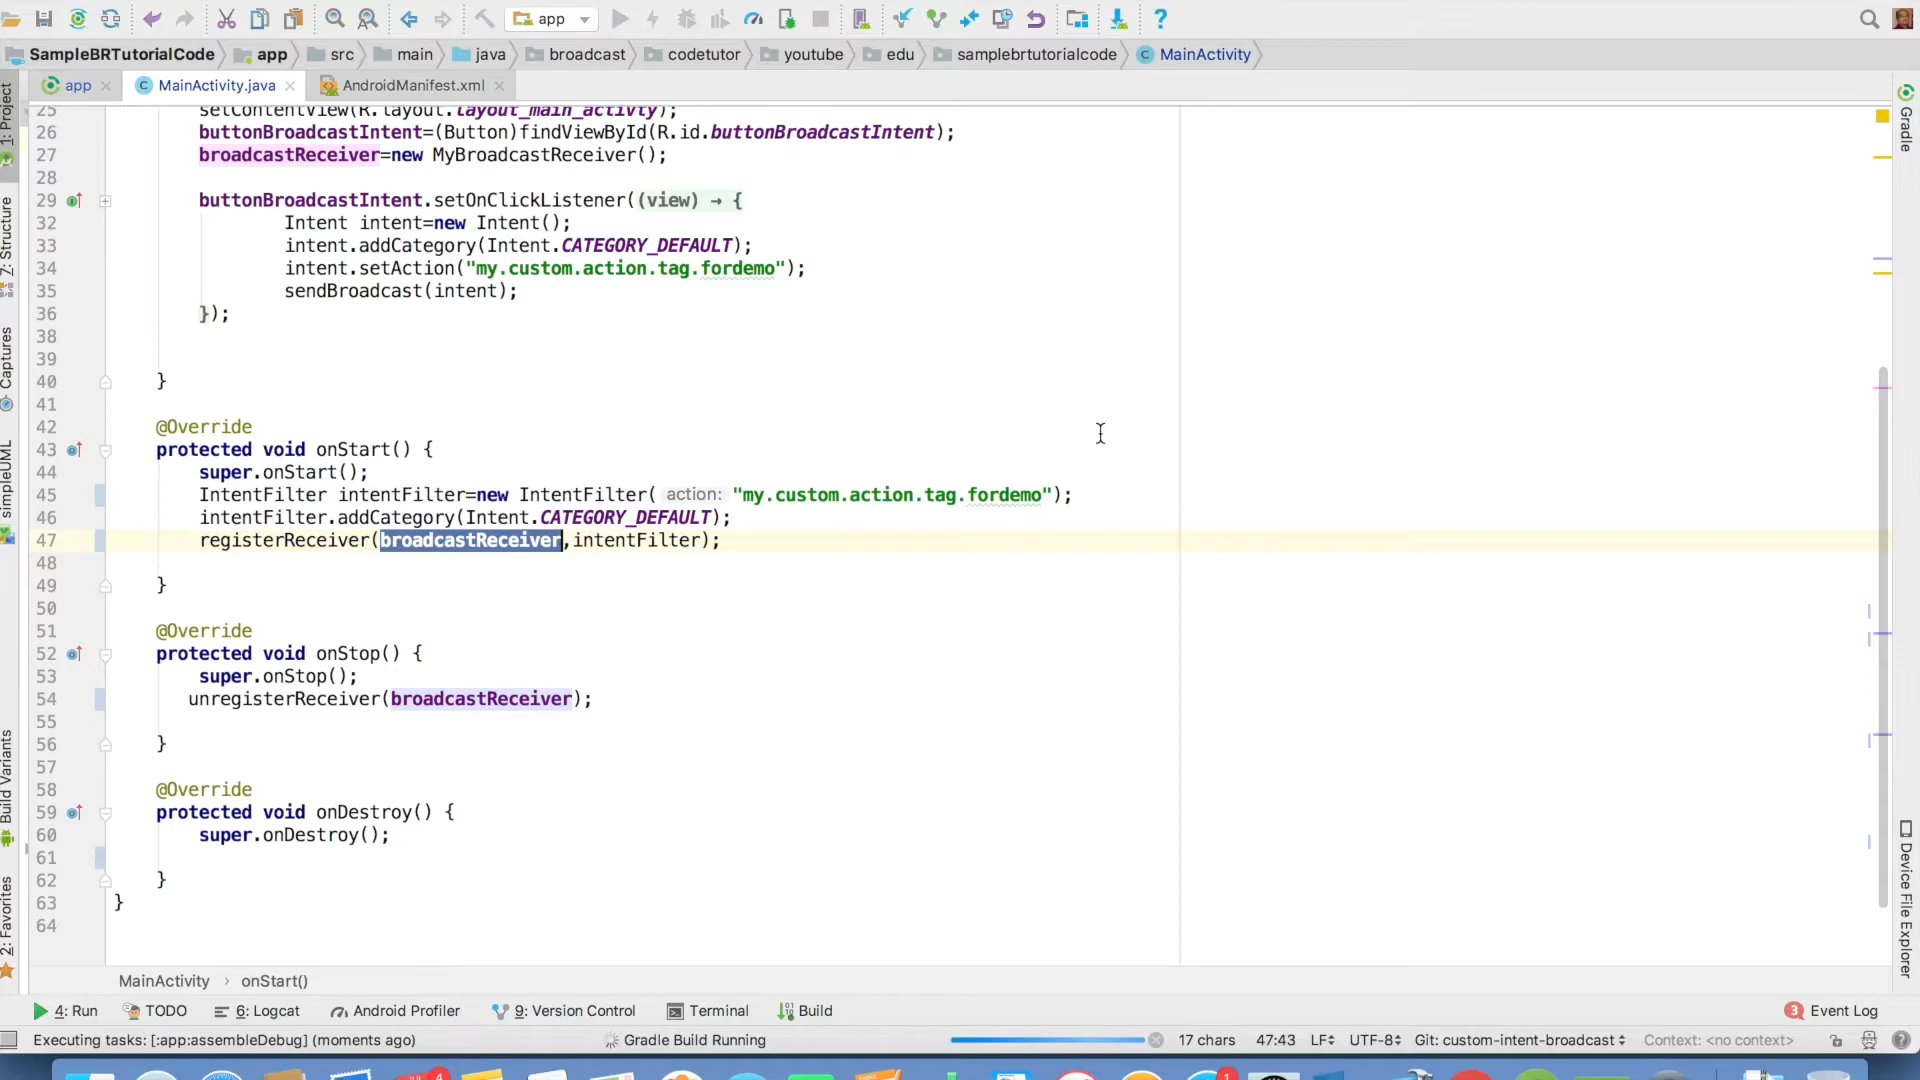 app
SampleBRTutorialCode app src main java broadcast codetutor youtube edu samplebrtutorialcode MainActivity
app MainActivity.java AndroidManifest.xml
25 setContentView(R.layout.layout_main_activty);
26 buttonBroadcastIntent=(Button)findViewById(R.id.buttonBroadcastIntent);
27 broadcastReceiver=new MyBroadcastReceiver();
28
29 buttonBroadcastIntent.setOnClickListener((view) → {
32 Intent intent=new Intent();
33 intent.addCategory(Intent.CATEGORY_DEFAULT);
34 intent.setAction("my.custom.action.tag.fordemo");
35 sendBroadcast(intent);
36 });
38
39
40 }
41
42 @Override
43 protected void onStart() {
44 super.onStart();
45 IntentFilter intentFilter=new IntentFilter( action: "my.custom.action.tag.fordemo");
46 intentFilter.addCategory(Intent.CATEGORY_DEFAULT);
47 registerReceiver(broadcastReceiver,intentFilter);
48
49 }
50
51 @Override
52 protected void onStop() {
53 super.onStop();
54 unregisterReceiver(broadcastReceiver);
55
56 }
57
58 @Override
59 protected void onDestroy() {
60 super.onDestroy();
61
62 }
63 }
64
MainActivity › onStart()
4: Run TODO 6: Logcat Android Profiler 9: Version Control Terminal Build 3 Event Log
Executing tasks: [:app:assembleDebug] (moments ago) Gradle Build Running 17 chars 47:43 LF UTF-8 Git: custom-intent-broadcast Context: <no context>
1: Project
7: Structure
Captures
simpleUML
Build Variants
2: Favorites
Gradle
Device File Explorer
4
1